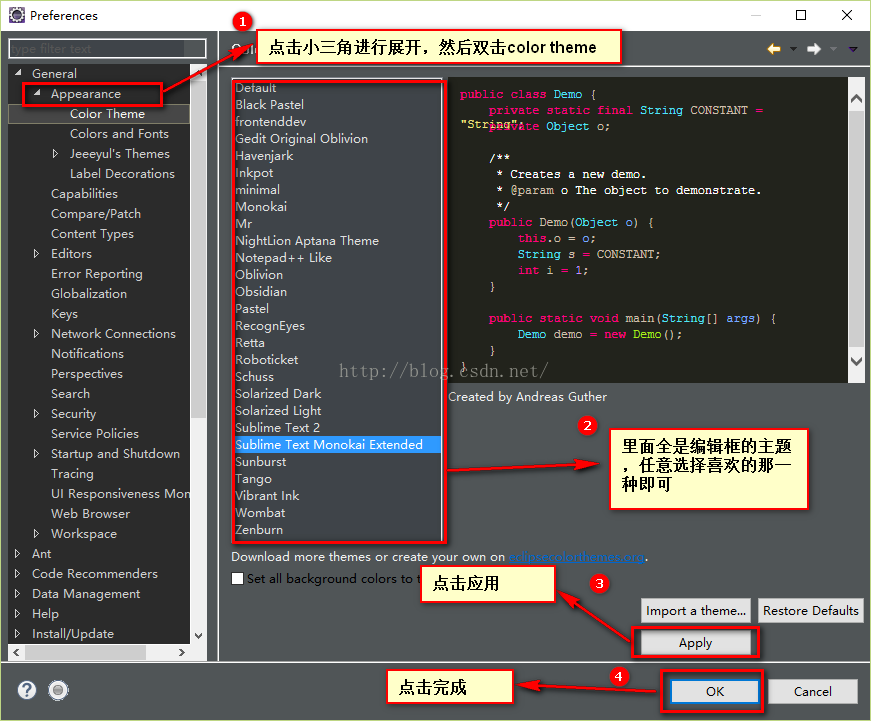 Preferences
1
点击小三角进行展开，然后双击color theme
type filter text
General
Appearance
Color Theme
Colors and Fonts
Jeeeyul's Themes
Label Decorations
Capabilities
Compare/Patch
Content Types
Editors
Error Reporting
Globalization
Keys
Network Connections
Notifications
Perspectives
Search
Security
Service Policies
Startup and Shutdown
Tracing
UI Responsiveness Mon
Web Browser
Workspace
Ant
Code Recommenders
Data Management
Help
Install/Update
Default
Black Pastel
frontenddev
Gedit Original Oblivion
Havenjark
Inkpot
minimal
Monokai
Mr
NightLion Aptana Theme
Notepad++ Like
Oblivion
Obsidian
Pastel
RecognEyes
Retta
Roboticket
Schuss
Solarized Dark
Solarized Light
Sublime Text 2
Sublime Text Monokai Extended
Sunburst
Tango
Vibrant Ink
Wombat
Zenburn
public class Demo {
private static final String CONSTANT =
"String";
private Object o;
/**
* Creates a new demo.
* @param o The object to demonstrate.
*/
public Demo(Object o) {
this.o = o;
String s = CONSTANT;
int i = 1;
}
public static void main(String[] args) {
Demo demo = new Demo();
}
}
http://blog.csdn.net/
Created by Andreas Guther
2
里面全是编辑框的主题
，任意选择喜欢的那一
种即可
Download more themes or create your own on eclipsecolorthemes.org.
Set all background colors to t
点击应用
3
Import a theme...
Restore Defaults
Apply
点击完成
4
OK
Cancel